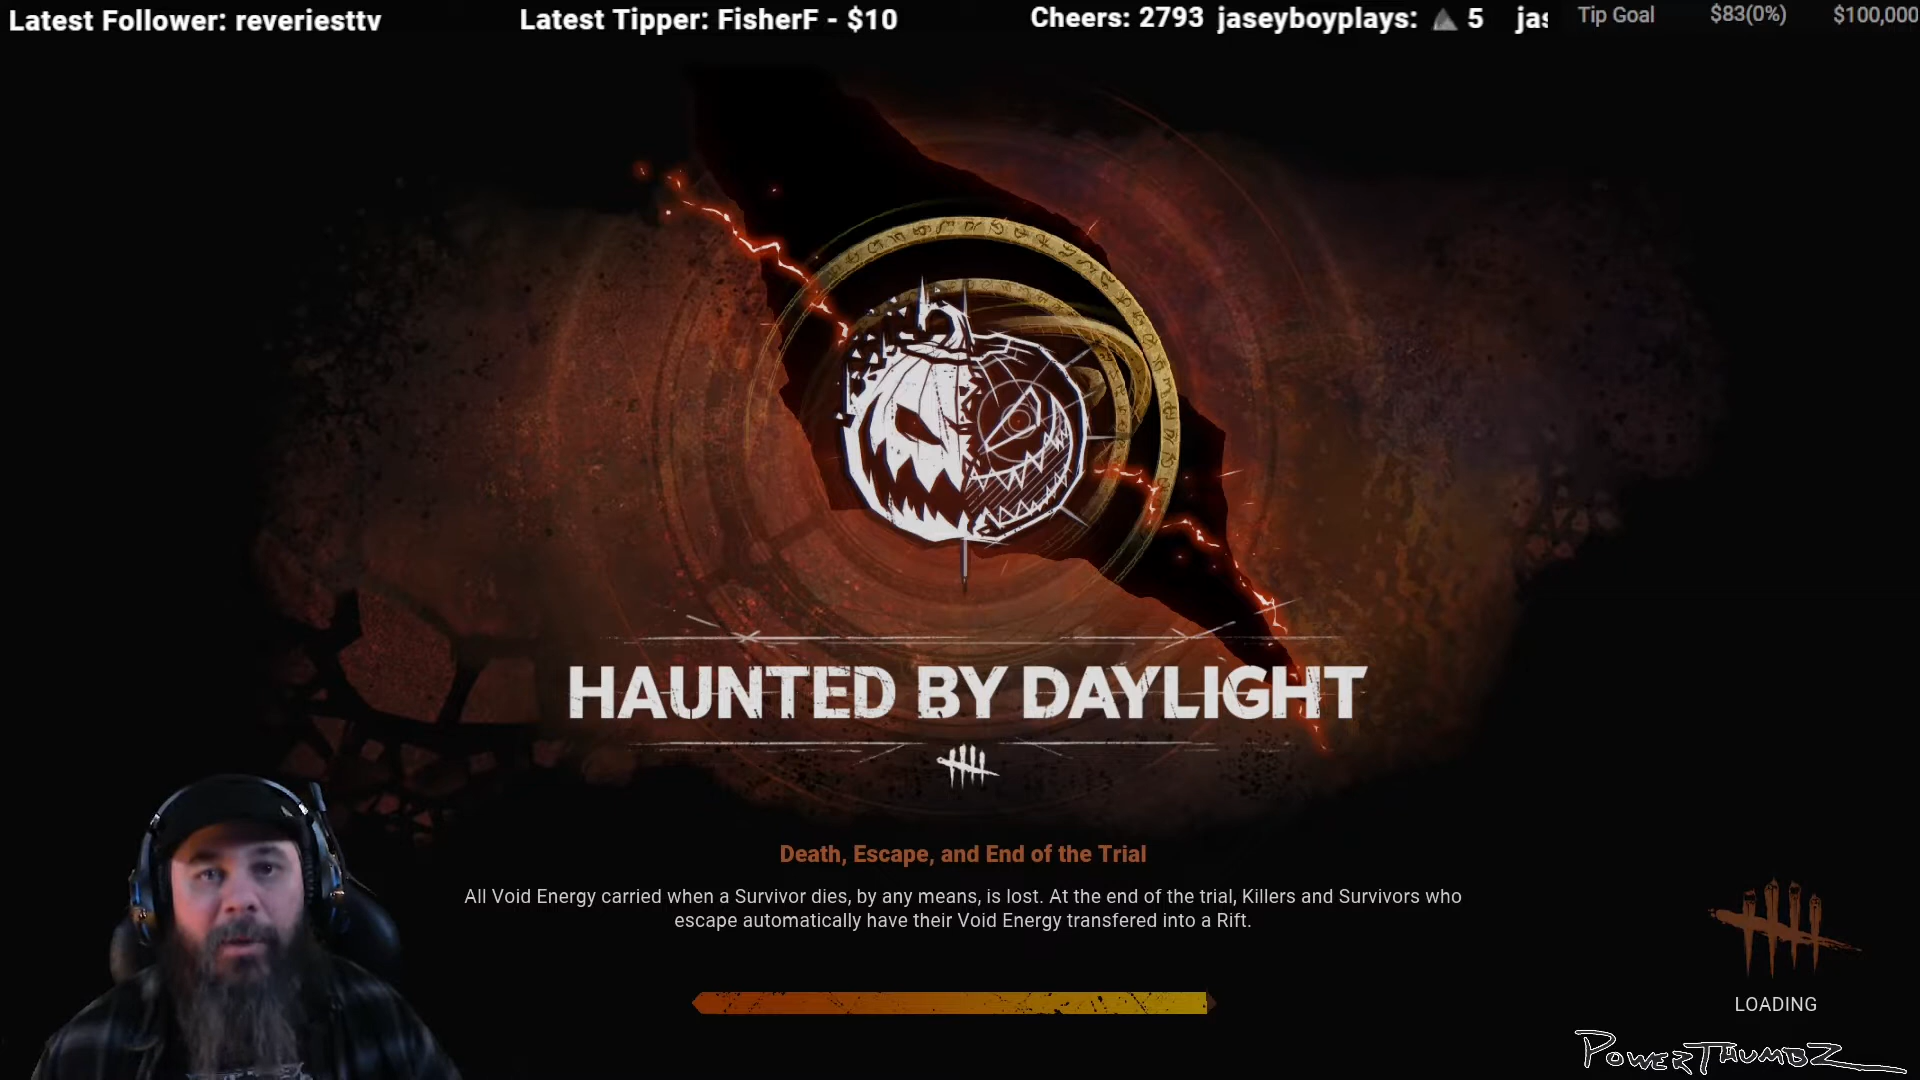 Latest Follower: reveriesttv
Latest Tipper: FisherF - $10
Cheers: 2793 jaseyboyplays: 5 jas
Tip Goal $83(0%) $100,000
HAUNTED BY DAYLIGHT
Death, Escape, and End of the Trial
All Void Energy carried when a Survivor dies, by any means, is lost. At the end of the trial, Killers and Survivors who
escape automatically have their Void Energy transfered into a Rift.
LOADING
PowerThumbz